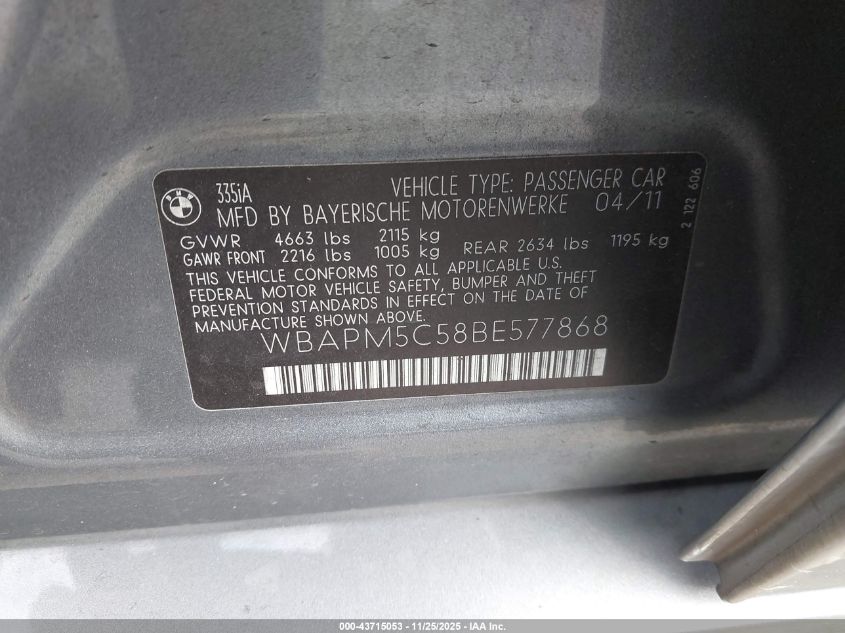 BMW
335iA
VEHICLE TYPE: PASSENGER CAR
MFD BY BAYERISCHE MOTORENWERKE 04/11
GVWR 4663 lbs 2115 kg
GAWR FRONT 2216 lbs 1005 kg REAR 2634 lbs 1195 kg
THIS VEHICLE CONFORMS TO ALL APPLICABLE U.S.
FEDERAL MOTOR VEHICLE SAFETY, BUMPER AND THEFT
PREVENTION STANDARDS IN EFFECT ON THE DATE OF
MANUFACTURE SHOWN ABOVE.
WBAPM5C58BE577868
2 122 606
000-43715053 - 11/25/2025 - IAA Inc.